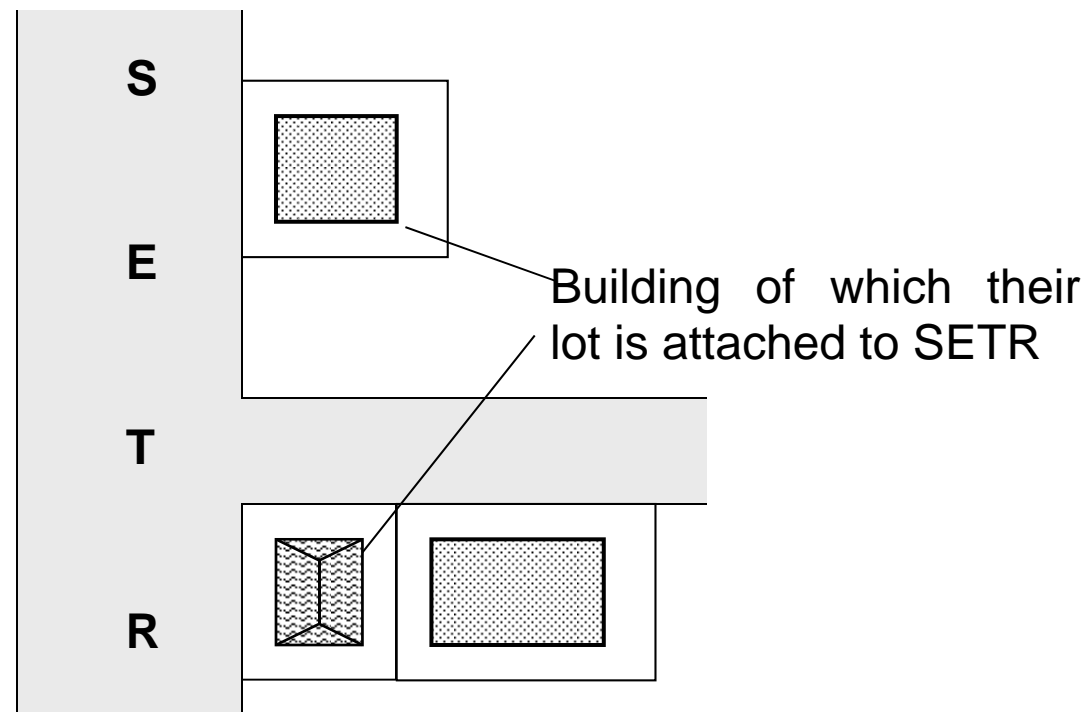 S
E
T
R
Building of which their
lot is attached to SETR